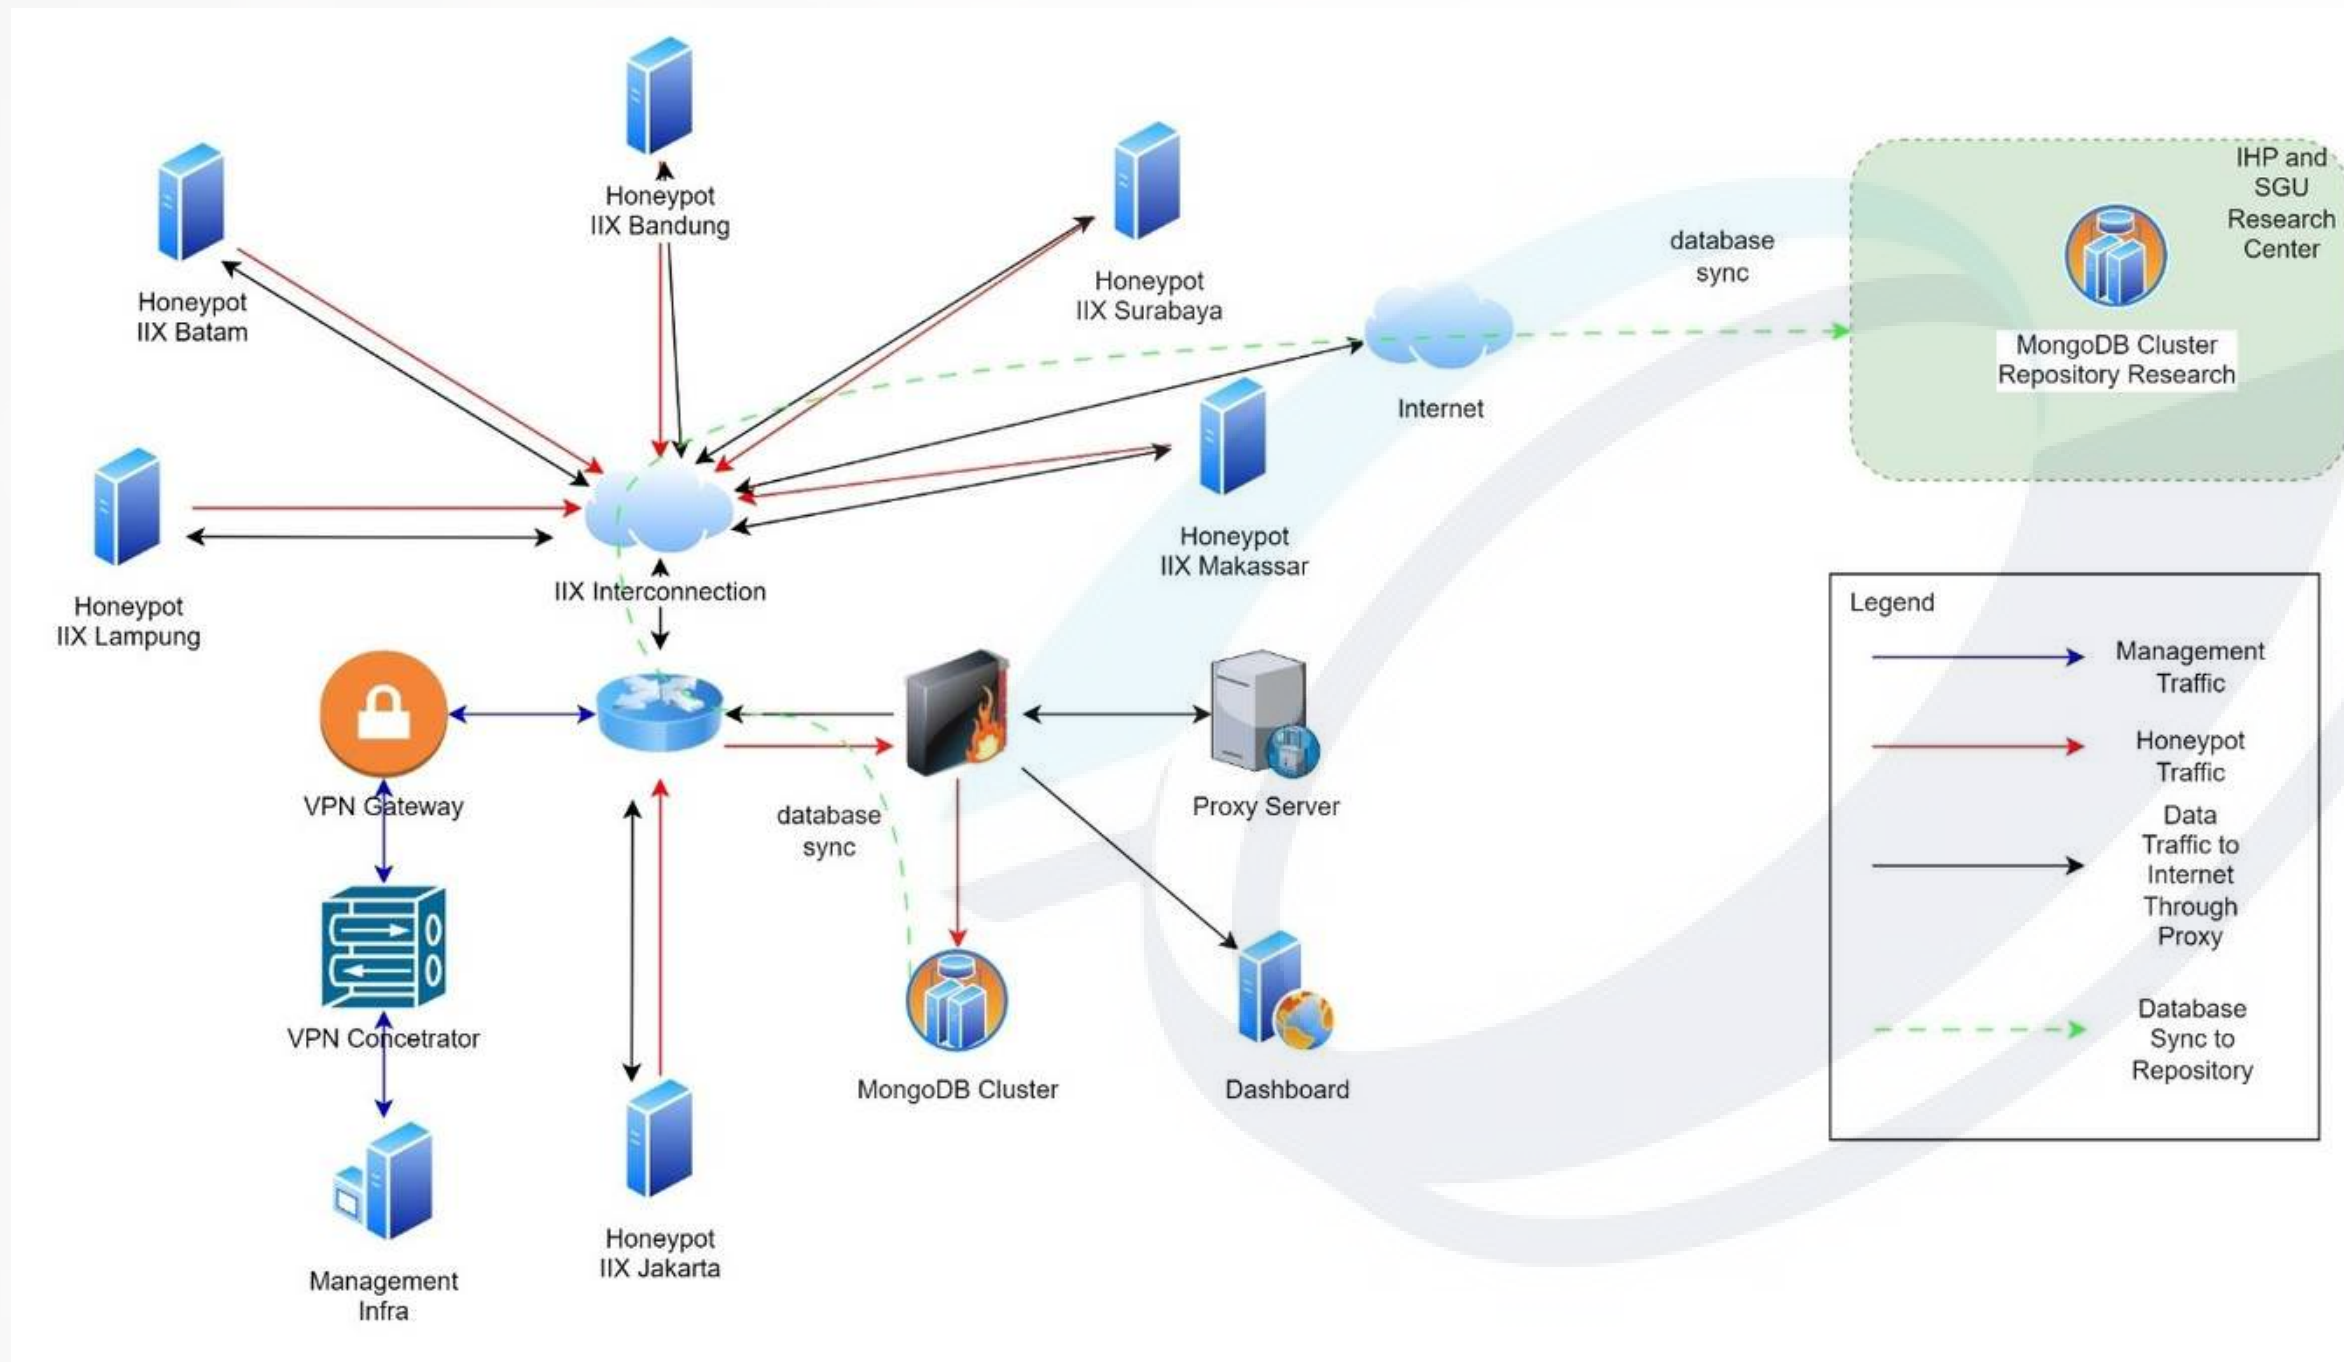 Honeypot
IIX Bandung
Honeypot
IIX Batam
Honeypot
IIX Surabaya
database
sync
IHP and
SGU
Research
Center
MongoDB Cluster
Repository Research
Internet
Honeypot
IIX Makassar
Honeypot
IIX Lampung
IIX Interconnection
VPN Gateway
database
sync
Proxy Server
VPN Concetrator
MongoDB Cluster
Dashboard
Honeypot
IIX Jakarta
Management
Infra
Legend
Management
Traffic
Honeypot
Traffic
Data
Traffic to
Internet
Through
Proxy
Database
Sync to
Repository